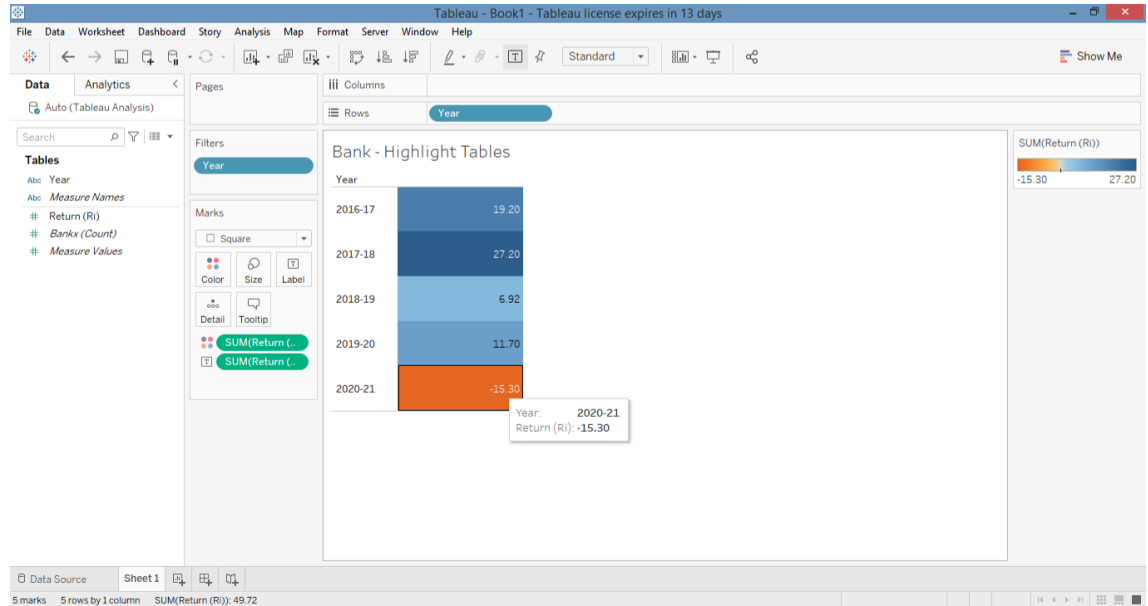 Tableau - Book1 - Tableau license expires in 13 days
File Data Worksheet Dashboard Story Analysis Map Format Server Window Help
Standard
Show Me
Data Analytics
Auto (Tableau Analysis)
Search
Tables
Abc Year
Abc Measure Names
# Return (Ri)
# Bankx (Count)
# Measure Values
Pages
Filters
Year
Marks
Square
Color Size Label
Detail Tooltip
SUM(Return (..
T SUM(Return (..
Columns
Rows Year
Bank - Highlight Tables
Year
2016-17 19.20
2017-18 27.20
2018-19 6.92
2019-20 11.70
2020-21 -15.30
Year: 2020-21
Return (Ri): -15.30
SUM(Return (Ri))
-15.30 27.20
Data Source Sheet 1
5 marks 5 rows by 1 column SUM(Return (Ri)): 49.72